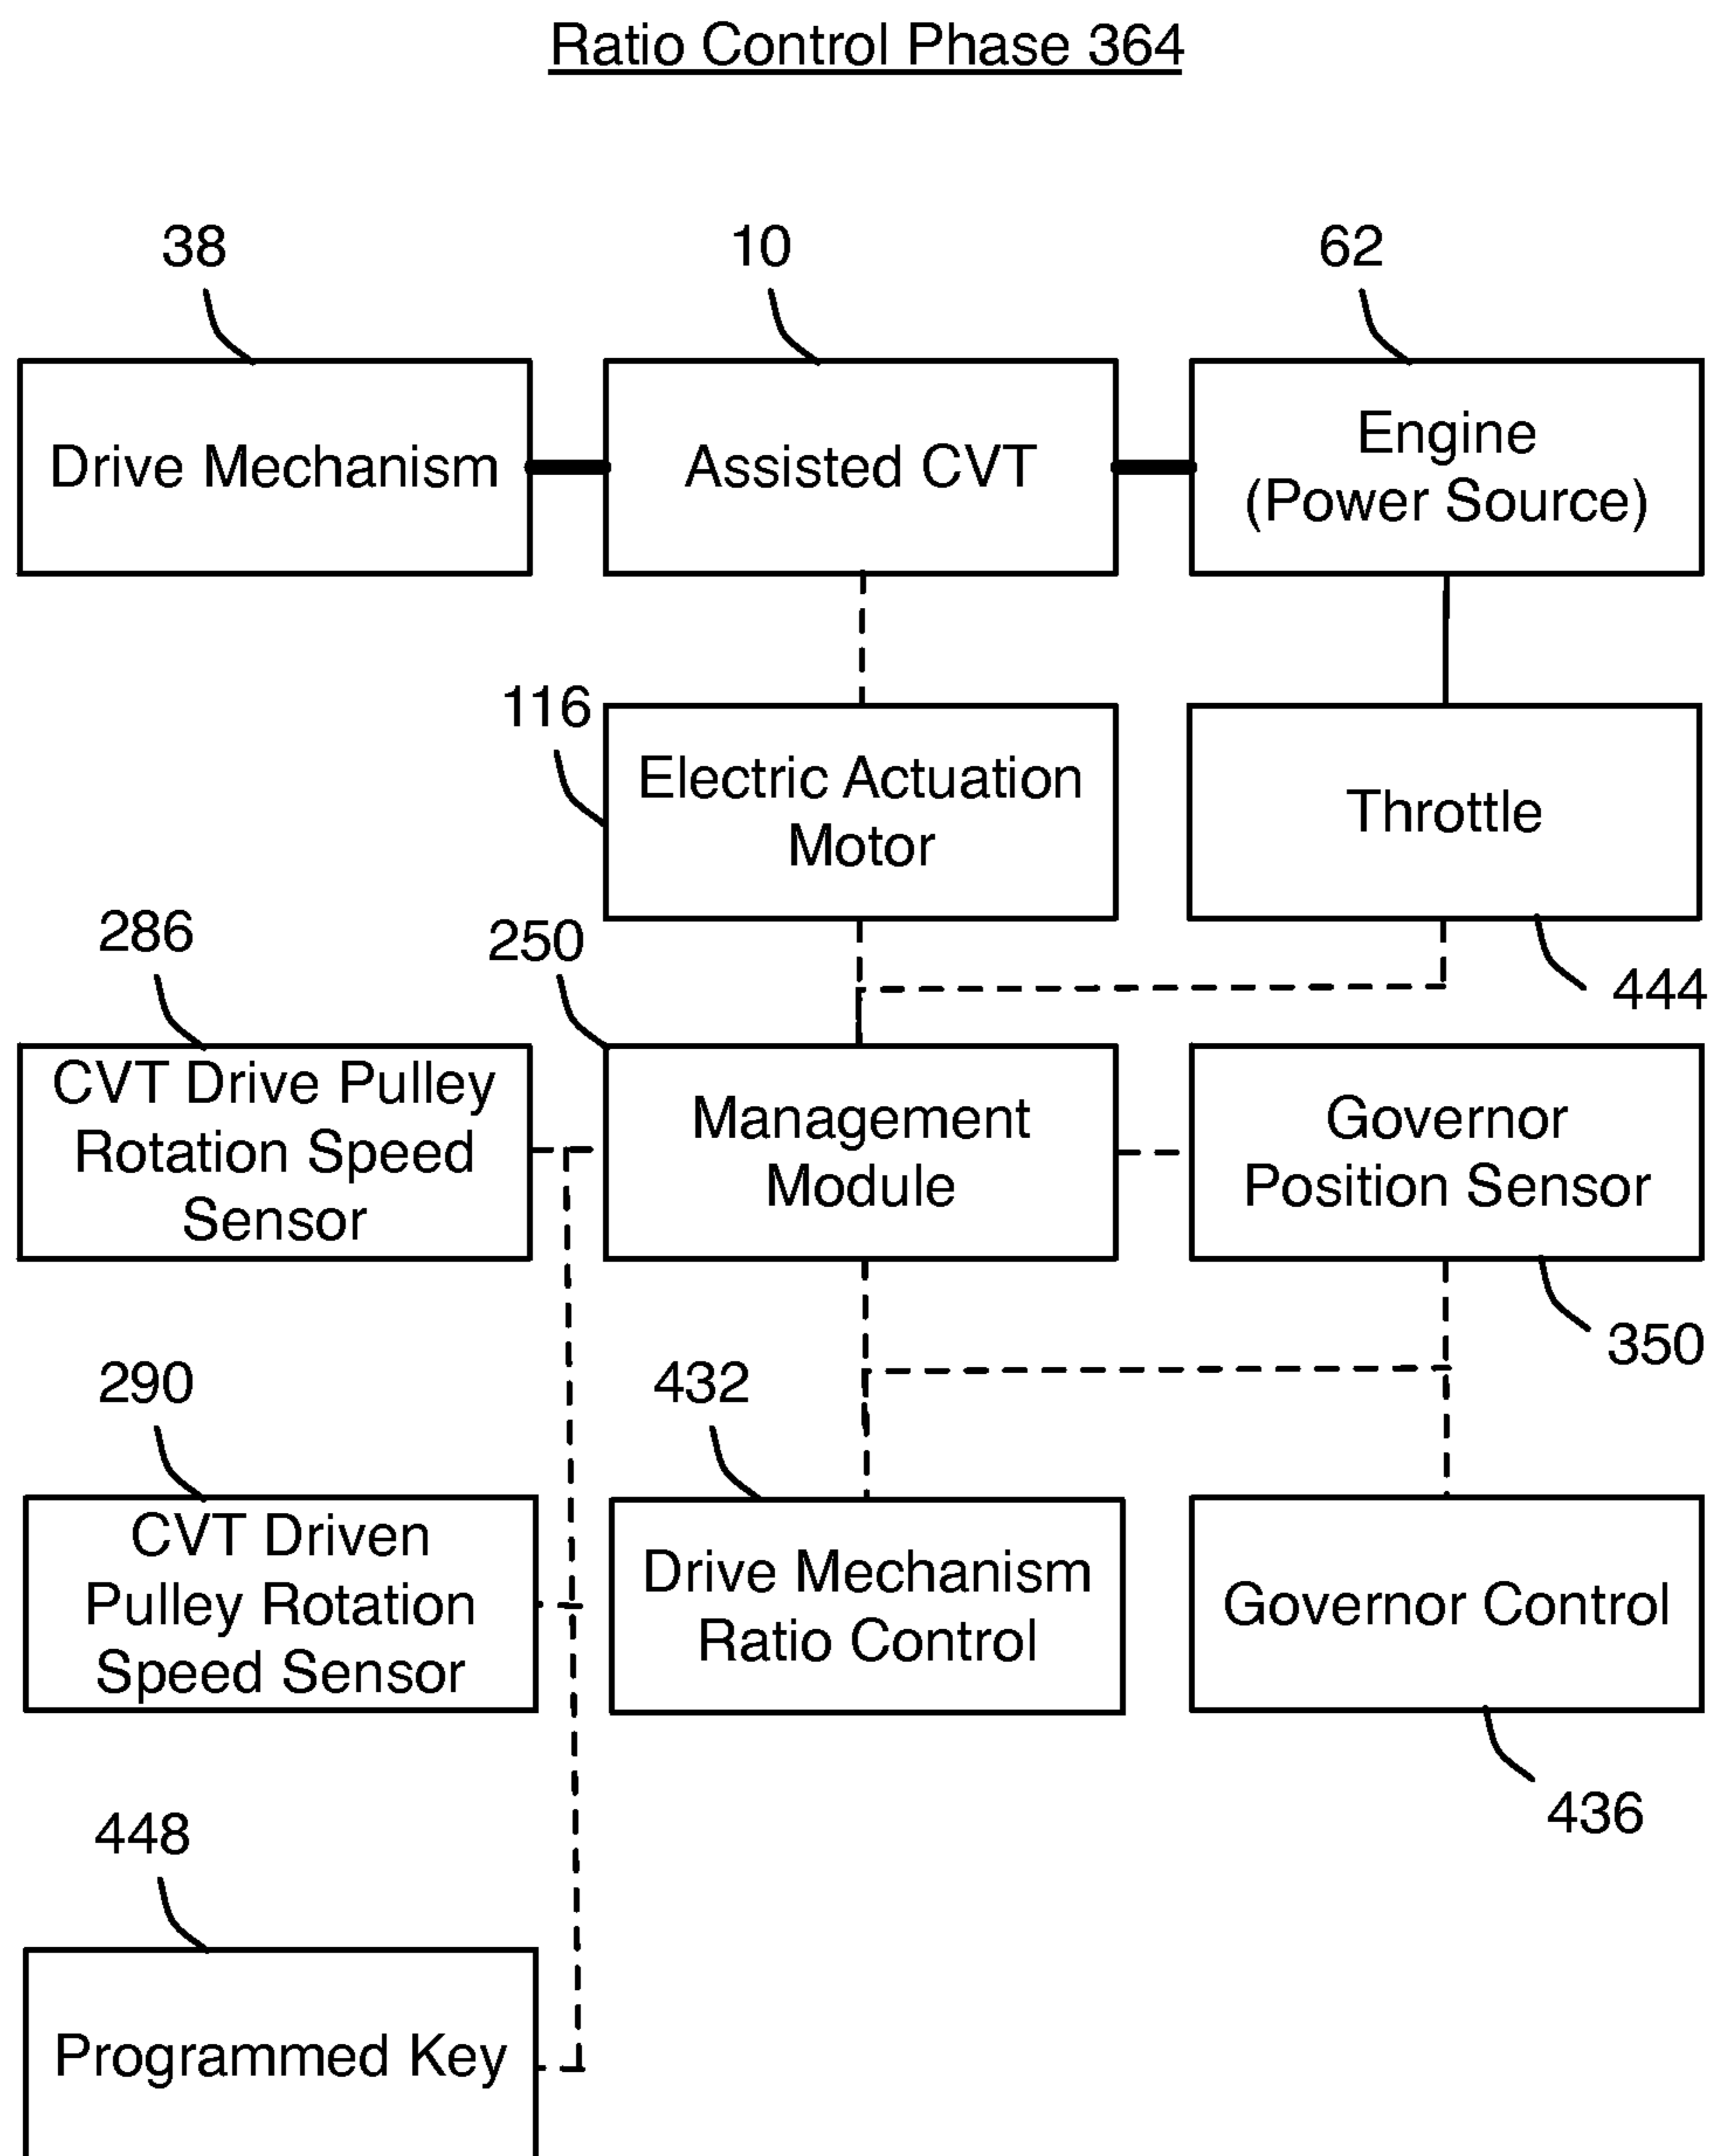 Ratio Control Phase 364
38
10
62
Drive Mechanism
Assisted CVT
Engine
(Power Source)
116
Electric Actuation
Motor
Throttle
444
286
250
CVT Drive Pulley
Rotation Speed
Sensor
Management
Module
Governor
Position Sensor
350
290
432
CVT Driven
Pulley Rotation
Speed Sensor
Drive Mechanism
Ratio Control
Governor Control
436
448
Programmed Key